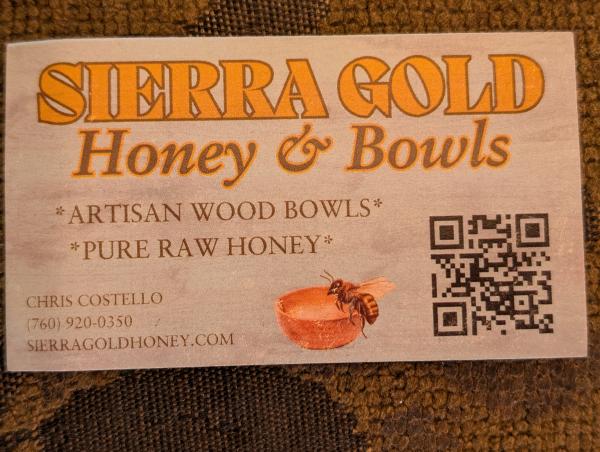 SIERRA GOLD
Honey & Bowls
*ARTISAN WOOD BOWLS*
*PURE RAW HONEY*
CHRIS COSTELLO
(760) 920-0350
SIERRAGOLDHONEY.COM